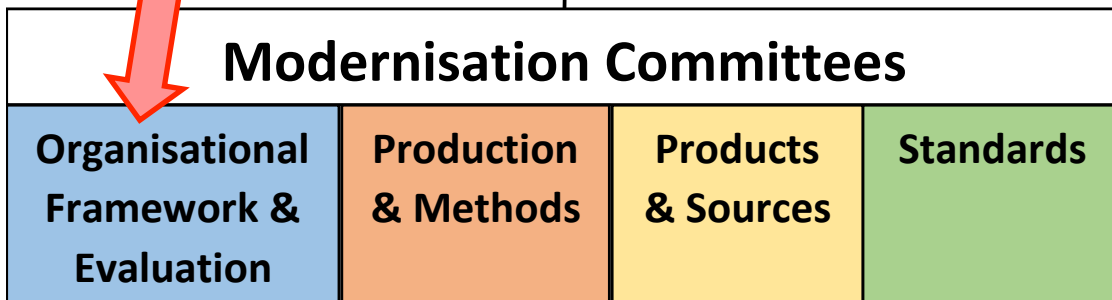 Modernisation Committees
Organisational
Framework &
Evaluation
Production
& Methods
Products
& Sources
Standards